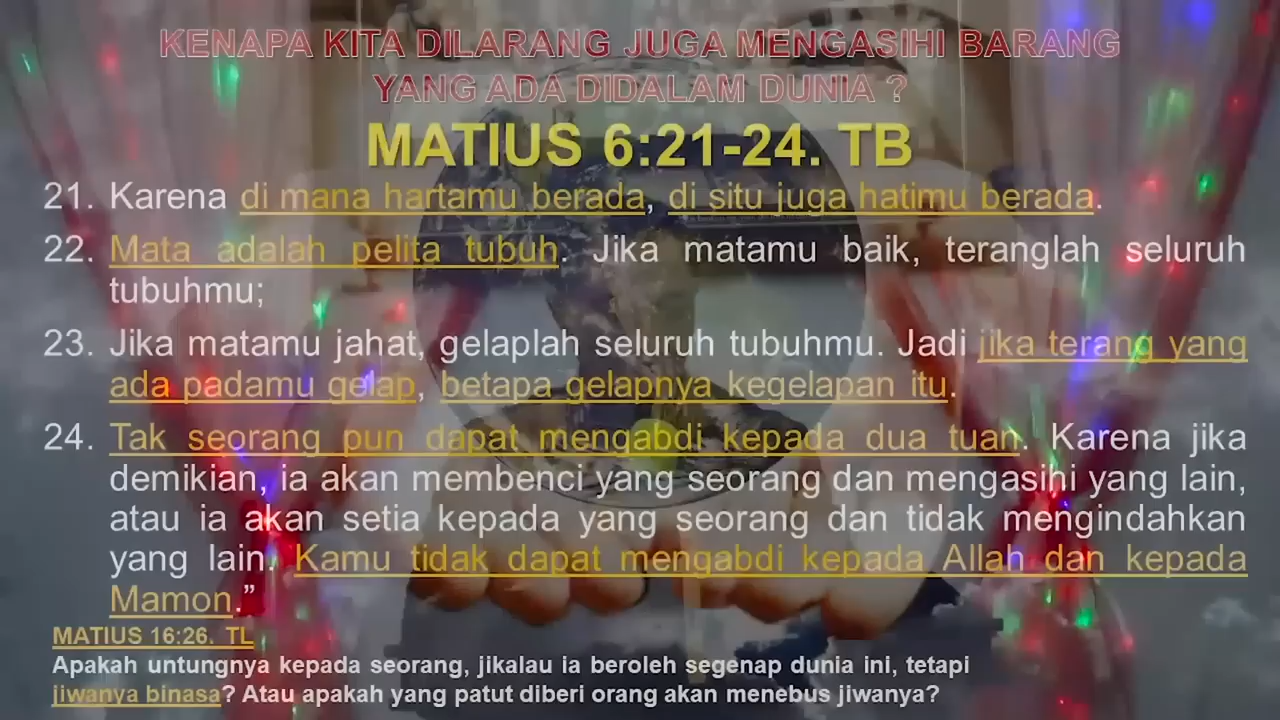 KENAPA KITA DILARANG JUGA MENGASIHI BARANG
YANG ADA DIDALAM DUNIA ?
MATIUS 6:21-24. TB
21. Karena di mana hartamu berada, di situ juga hatimu berada.
22. Mata adalah pelita tubuh. Jika matamu baik, teranglah seluruh
tubuhmu;
23. Jika matamu jahat, gelaplah seluruh tubuhmu. Jadi jika terang yang
ada padamu gelap, betapa gelapnya kegelapan itu.
24. Tak seorang pun dapat mengabdi kepada dua tuan. Karena jika
demikian, ia akan membenci yang seorang dan mengasihi yang lain,
atau ia akan setia kepada yang seorang dan tidak mengindahkan
yang lain. Kamu tidak dapat mengabdi kepada Allah dan kepada
Mamon.”
MATIUS 16:26. TL
Apakah untungnya kepada seorang, jikalau ia beroleh segenap dunia ini, tetapi
jiwanya binasa? Atau apakah yang patut diberi orang akan menebus jiwanya?